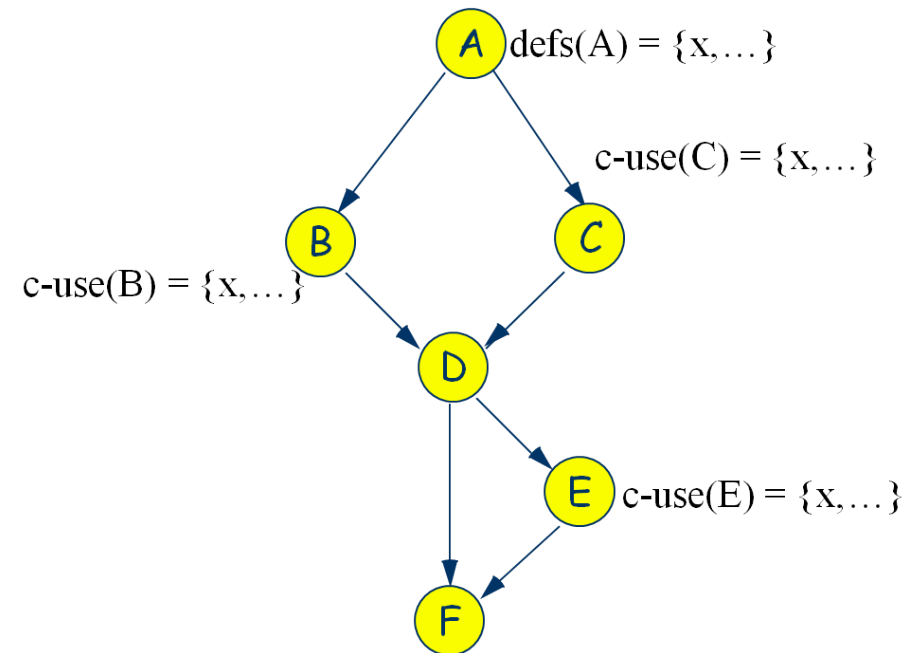 A defs(A) = {x,…}
c-use(C) = {x,…}
B C
c-use(B) = {x,…}
D
E c-use(E) = {x,…}
F